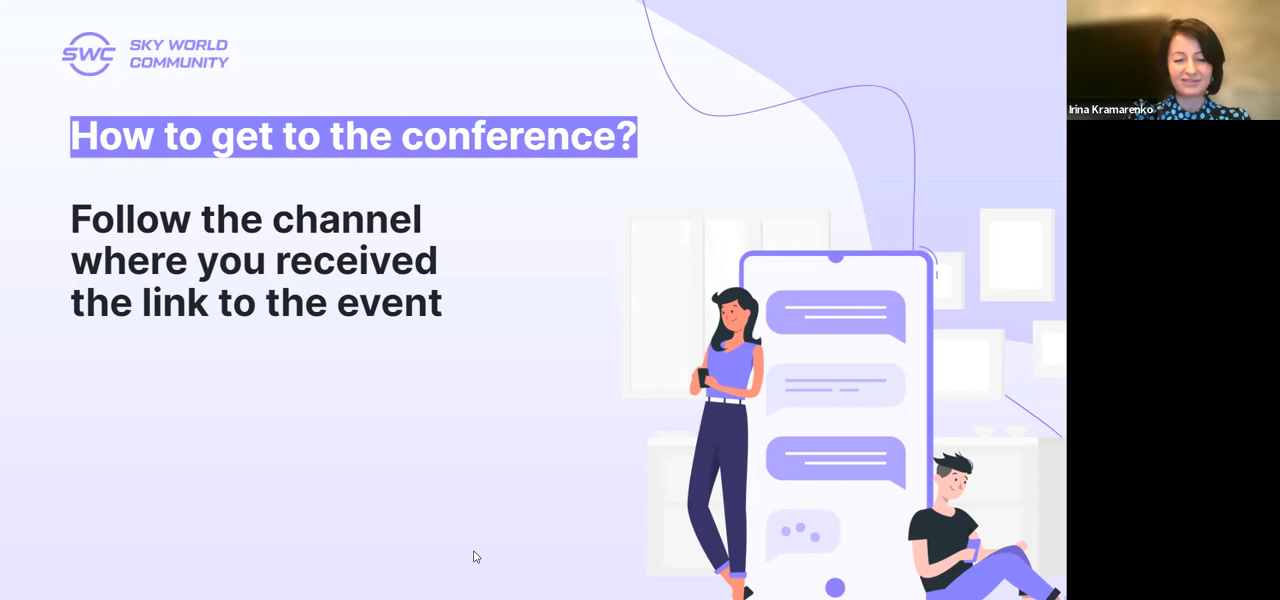 SWC
SKY WORLD
COMMUNITY
How to get to the conference?
Follow the channel
where you received
the link to the event
Irina Kramarenko